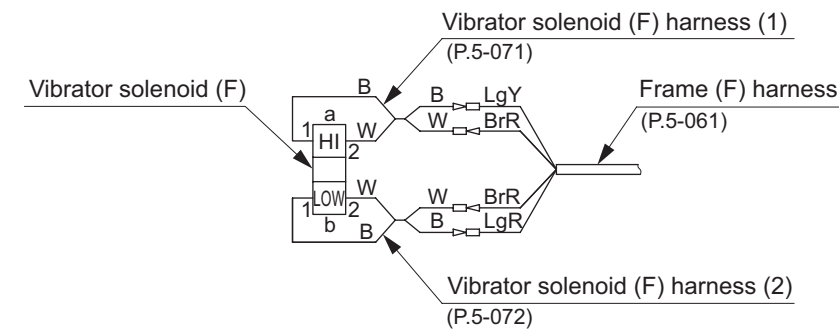 Vibrator solenoid (F) harness (1)
(P.5-071)
Vibrator solenoid (F)
Frame (F) harness
(P.5-061)
B
B
LgY
a
1
HI
W
2
W
BrR
W
W
BrR
1
LOW
2
B
LgR
b
B
Vibrator solenoid (F) harness (2)
(P.5-072)